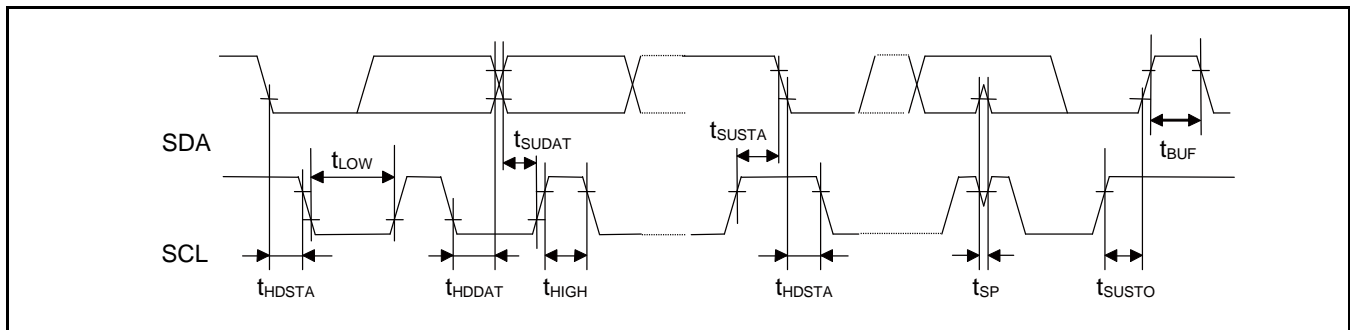 SDA
tLOW
tSUDAT
tSUSTA
tBUF
SCL
tHDSTA
tHDDAT
tHIGH
tHDSTA
tSP
tSUSTO